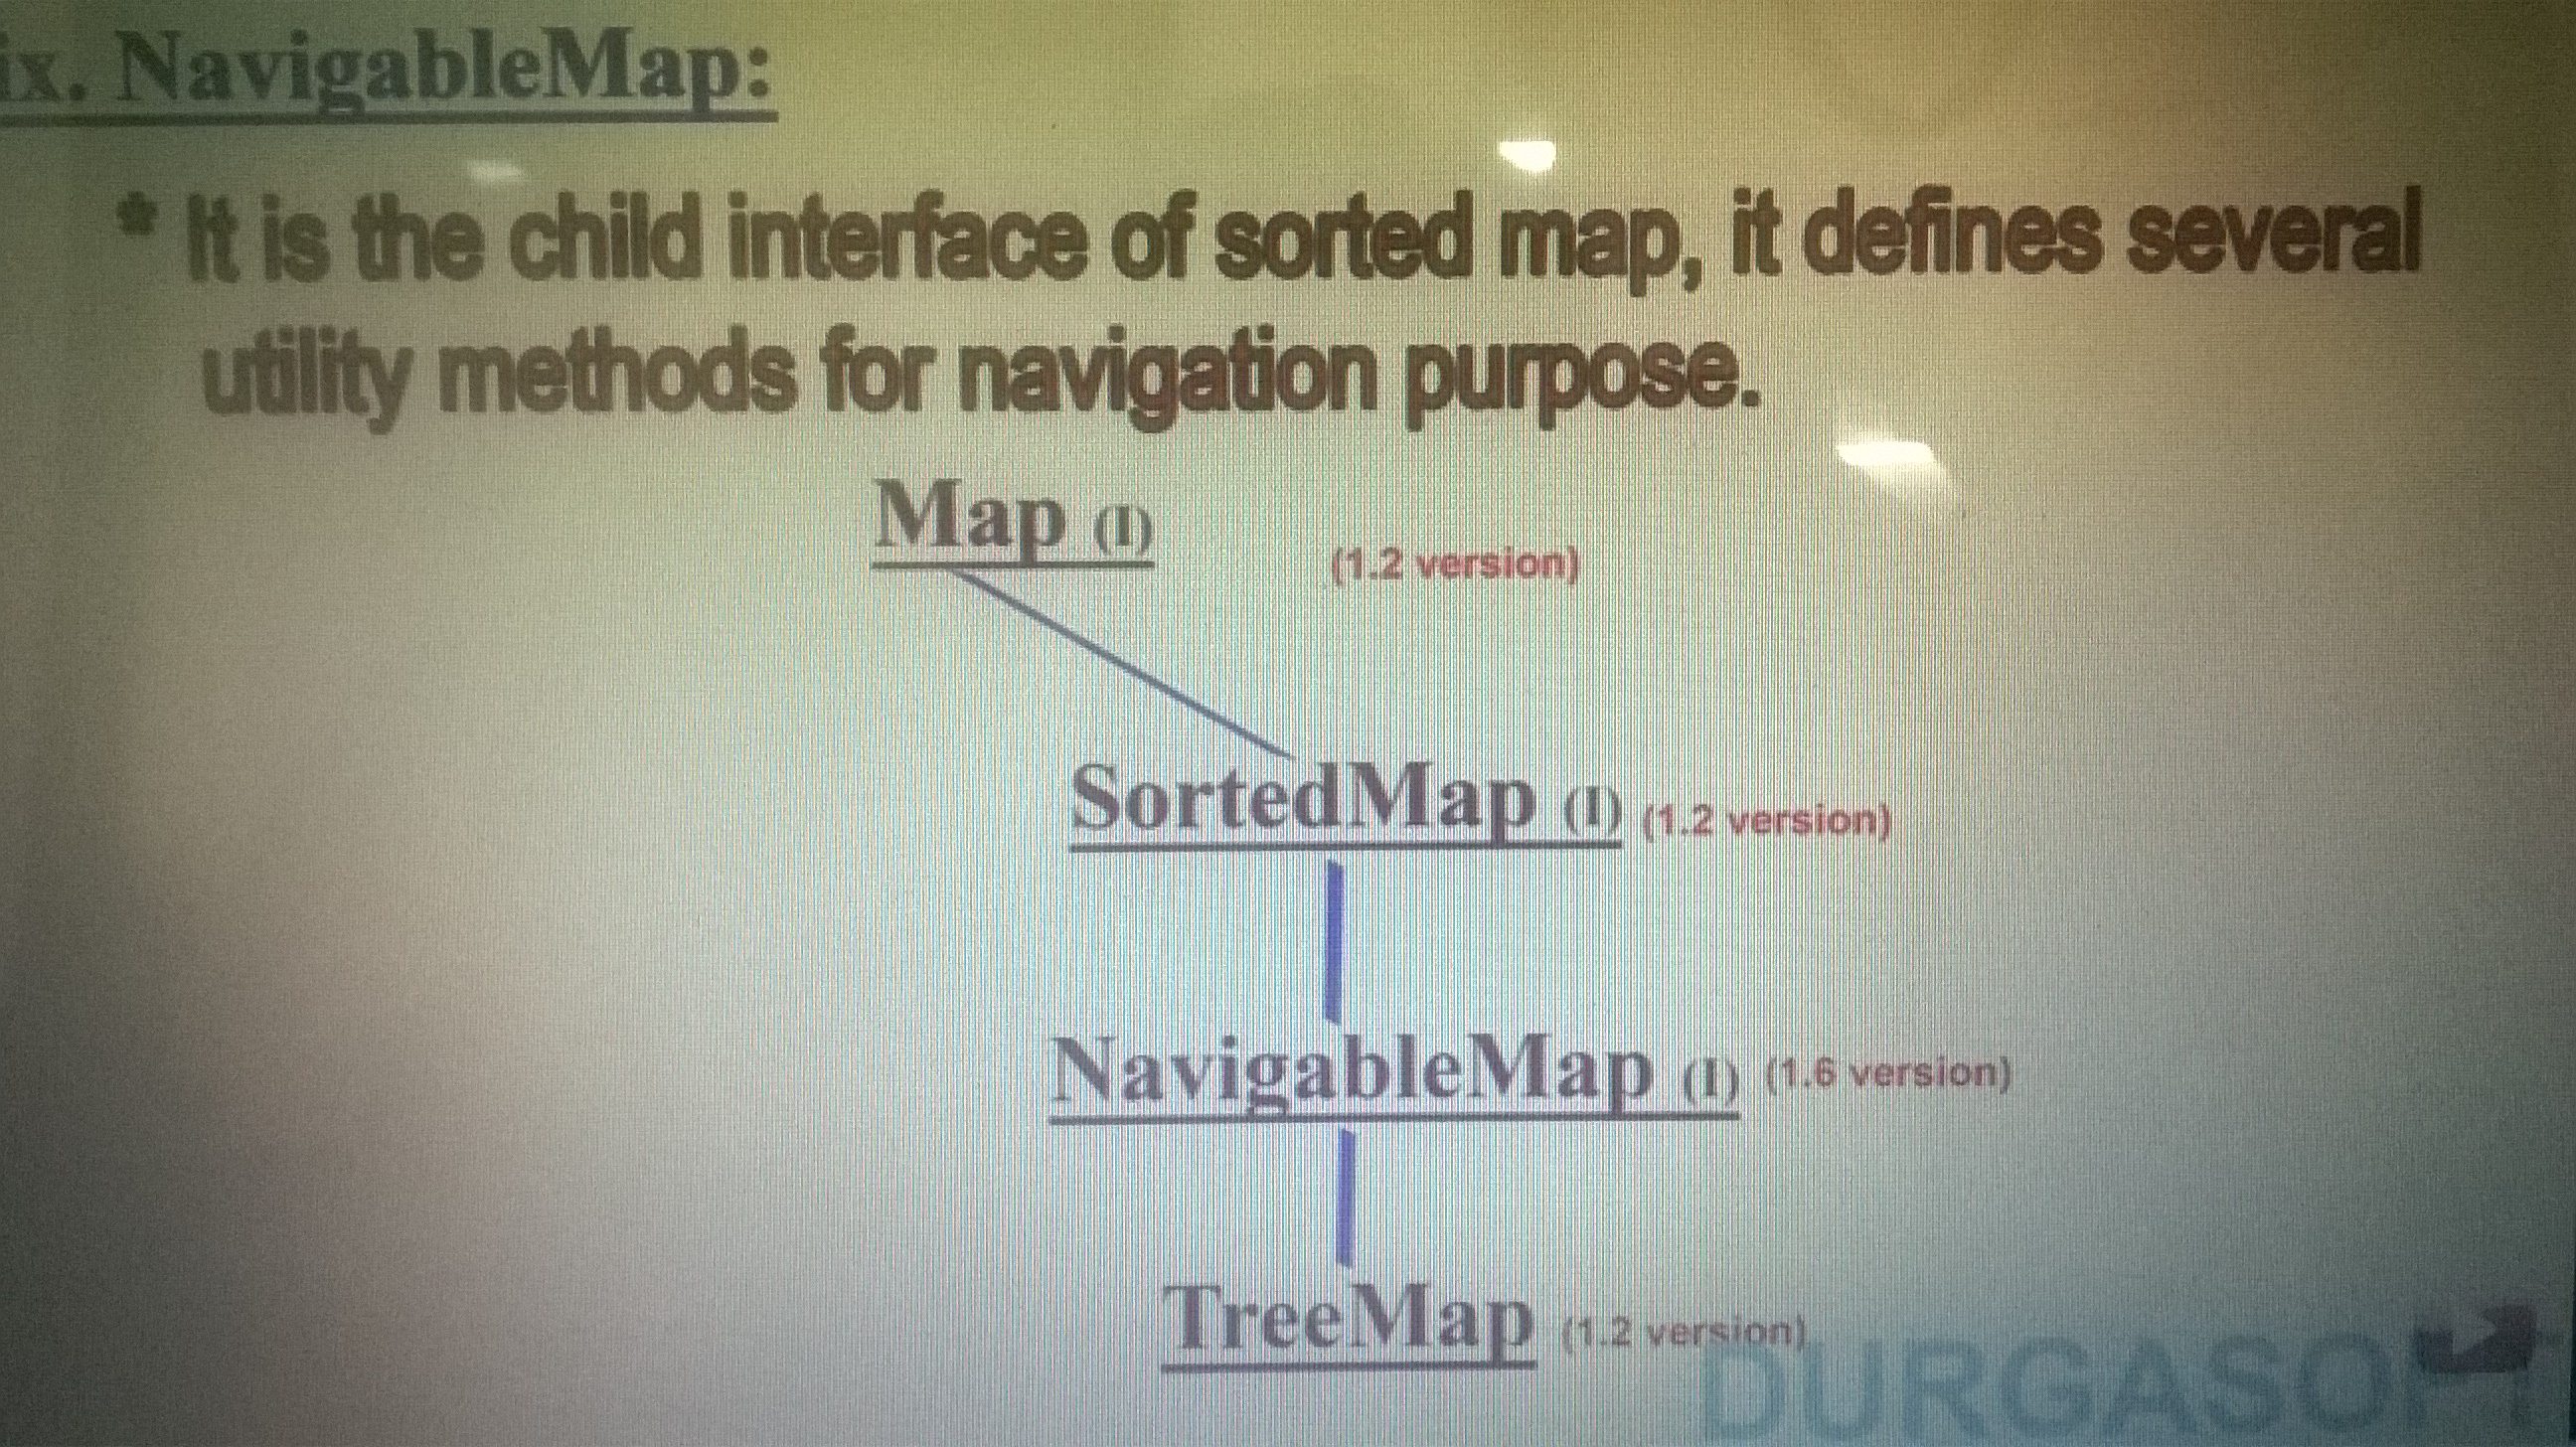 ix. NavigableMap:
* It is the child interface of sorted map, it defines several
utility methods for navigation purpose.
Map (I)
(1.2 version)
SortedMap (I) (1.2 version)
NavigableMap (I) (1.6 version)
TreeMap (1.2 version)
DURGASOFT